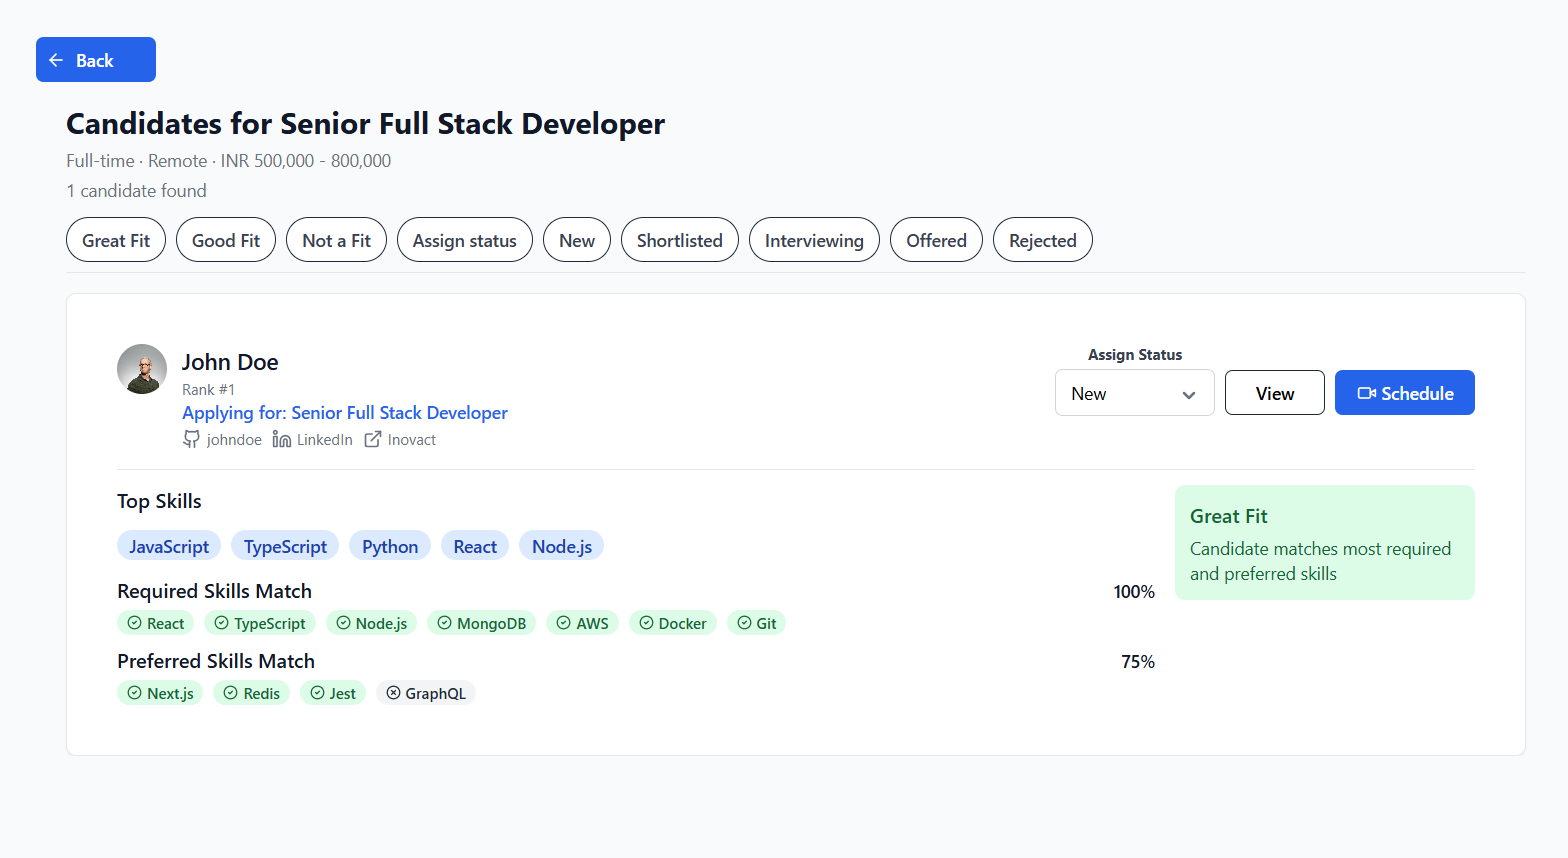 Back
Candidates for Senior Full Stack Developer
Full-time · Remote · INR 500,000 - 800,000
1 candidate found
Great Fit Good Fit Not a Fit Assign status New Shortlisted Interviewing Offered Rejected
John Doe
Rank #1
Applying for: Senior Full Stack Developer
johndoe LinkedIn Inovact
Assign Status
New View Schedule
Top Skills
JavaScript TypeScript Python React Node.js
Required Skills Match 100%
React TypeScript Node.js MongoDB AWS Docker Git
Preferred Skills Match 75%
Next.js Redis Jest GraphQL
Great Fit
Candidate matches most required
and preferred skills